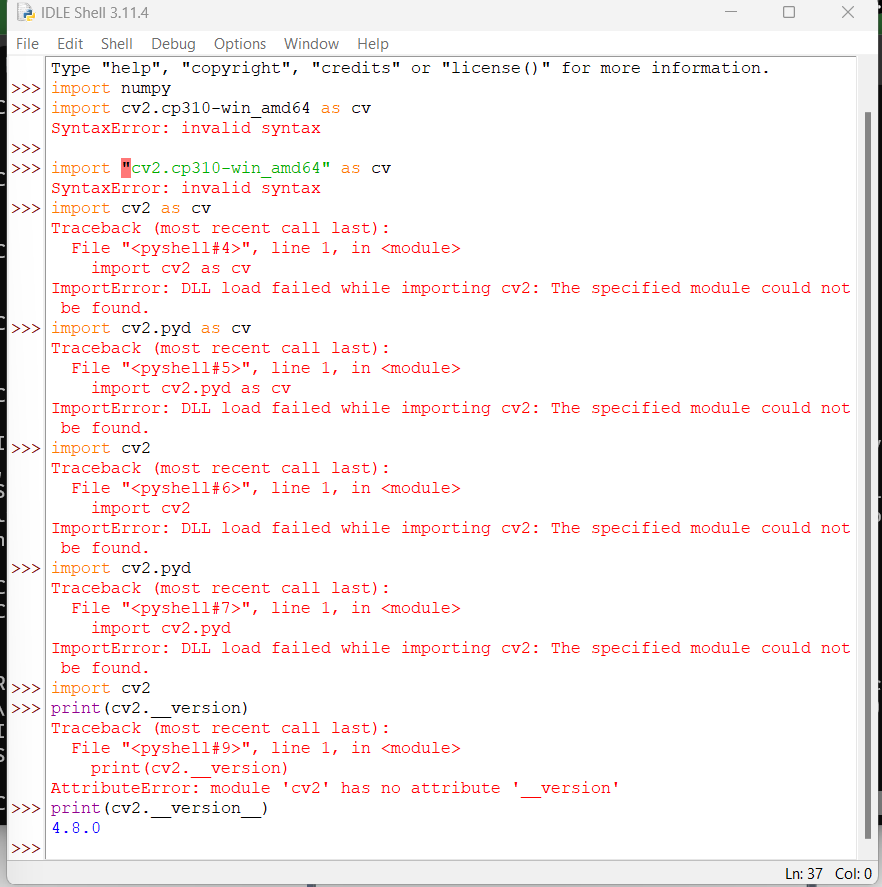 IDLE Shell 3.11.4
File Edit Shell Debug Options Window Help
Type "help", "copyright", "credits" or "license()" for more information.
>>> import numpy
>>> import cv2.cp310-win_amd64 as cv
SyntaxError: invalid syntax
>>>
>>> import "cv2.cp310-win_amd64" as cv
SyntaxError: invalid syntax
>>> import cv2 as cv
Traceback (most recent call last):
  File "<pyshell#4>", line 1, in <module>
    import cv2 as cv
ImportError: DLL load failed while importing cv2: The specified module could not
 be found.
>>> import cv2.pyd as cv
Traceback (most recent call last):
  File "<pyshell#5>", line 1, in <module>
    import cv2.pyd as cv
ImportError: DLL load failed while importing cv2: The specified module could not
 be found.
>>> import cv2
Traceback (most recent call last):
  File "<pyshell#6>", line 1, in <module>
    import cv2
ImportError: DLL load failed while importing cv2: The specified module could not
 be found.
>>> import cv2.pyd
Traceback (most recent call last):
  File "<pyshell#7>", line 1, in <module>
    import cv2.pyd
ImportError: DLL load failed while importing cv2: The specified module could not
 be found.
>>> import cv2
>>> print(cv2.__version)
Traceback (most recent call last):
  File "<pyshell#9>", line 1, in <module>
    print(cv2.__version)
AttributeError: module 'cv2' has no attribute '__version'
>>> print(cv2.__version__)
4.8.0
>>>
Ln: 37 Col: 0